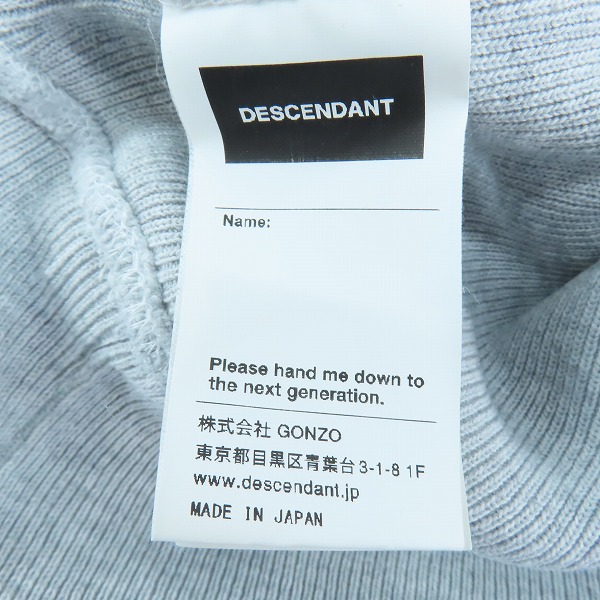 DESCENDANT
Name:
Please hand me down to
the next generation.
株式会社 GONZO
東京都目黒区青葉台3-1-8 1F
www.descendant.jp
MADE IN JAPAN